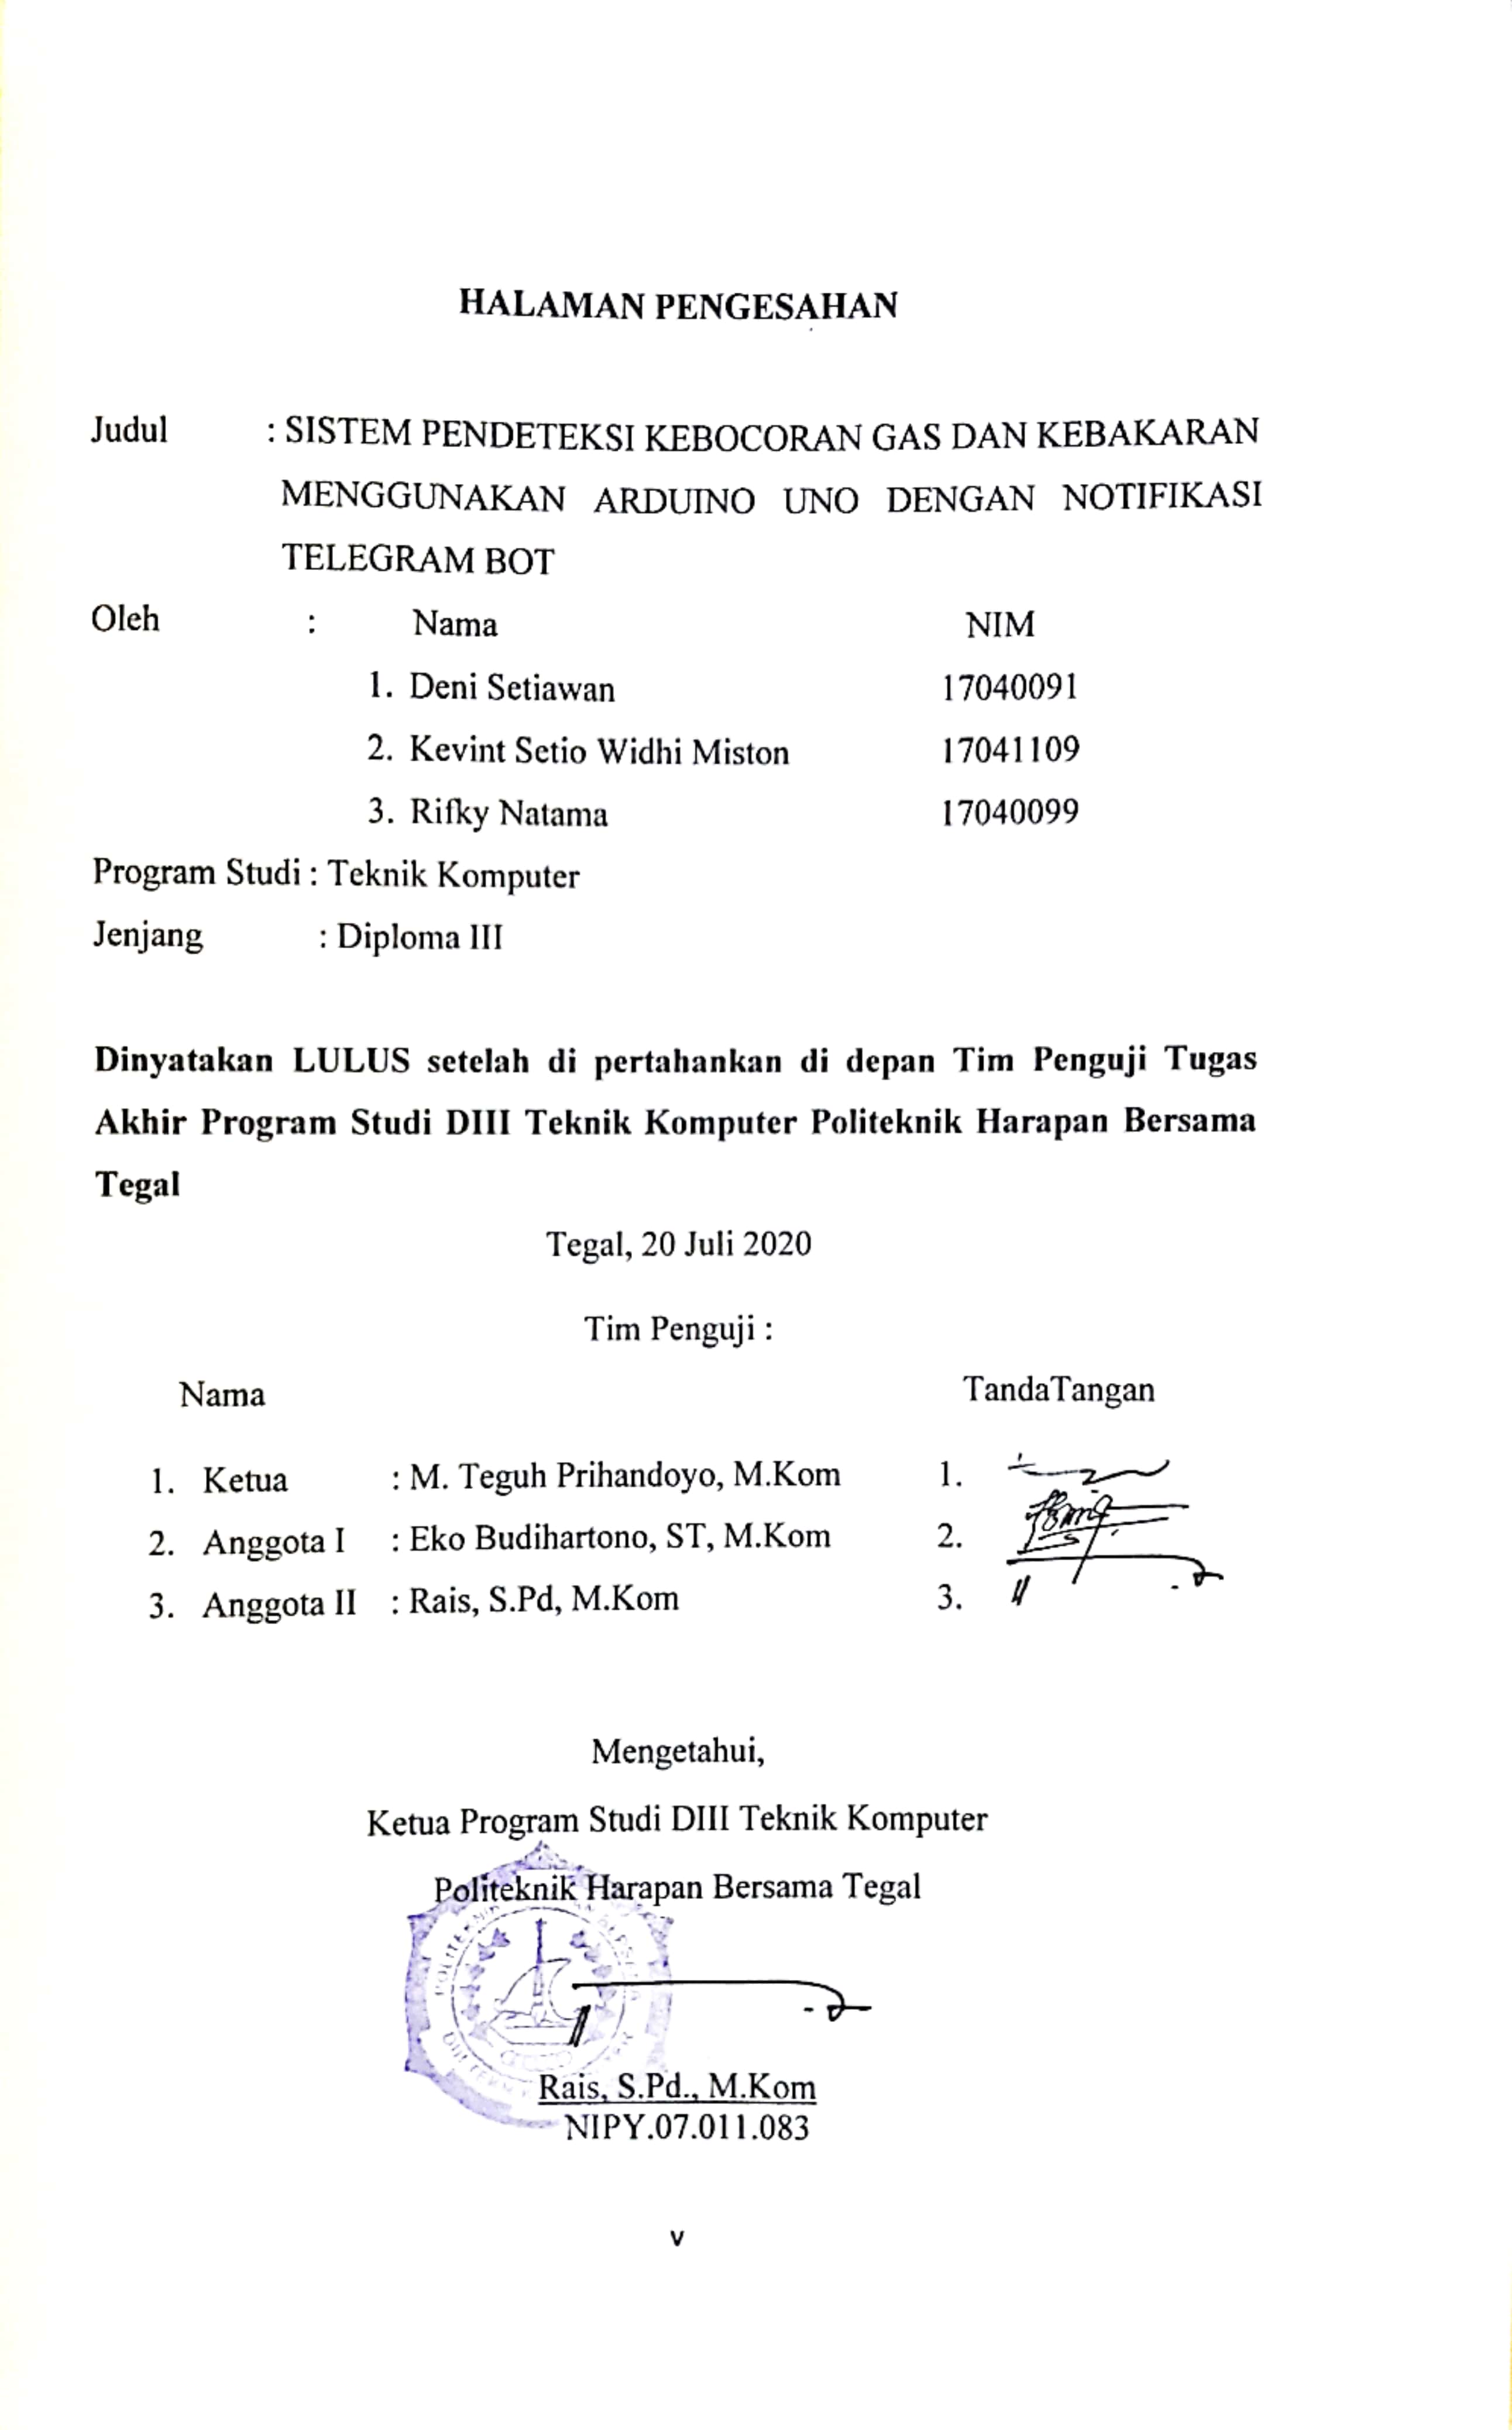 HALAMAN PENGESAHAN
Judul : SISTEM PENDETEKSI KEBOCORAN GAS DAN KEBAKARAN
MENGGUNAKAN ARDUINO UNO DENGAN NOTIFIKASI
TELEGRAM BOT
Oleh : Nama NIM
1. Deni Setiawan 17040091
2. Kevint Setio Widhi Miston 17041109
3. Rifky Natama 17040099
Program Studi : Teknik Komputer
Jenjang : Diploma III
Dinyatakan LULUS setelah di pertahankan di depan Tim Penguji Tugas
Akhir Program Studi DIII Teknik Komputer Politeknik Harapan Bersama
Tegal
Tegal, 20 Juli 2020
Tim Penguji :
Nama TandaTangan
1. Ketua : M. Teguh Prihandoyo, M.Kom 1.
2. Anggota I : Eko Budihartono, ST, M.Kom 2.
3. Anggota II : Rais, S.Pd, M.Kom 3.
Mengetahui,
Ketua Program Studi DIII Teknik Komputer
Politeknik Harapan Bersama Tegal
Rais, S.Pd., M.Kom
NIPY.07.011.083
v